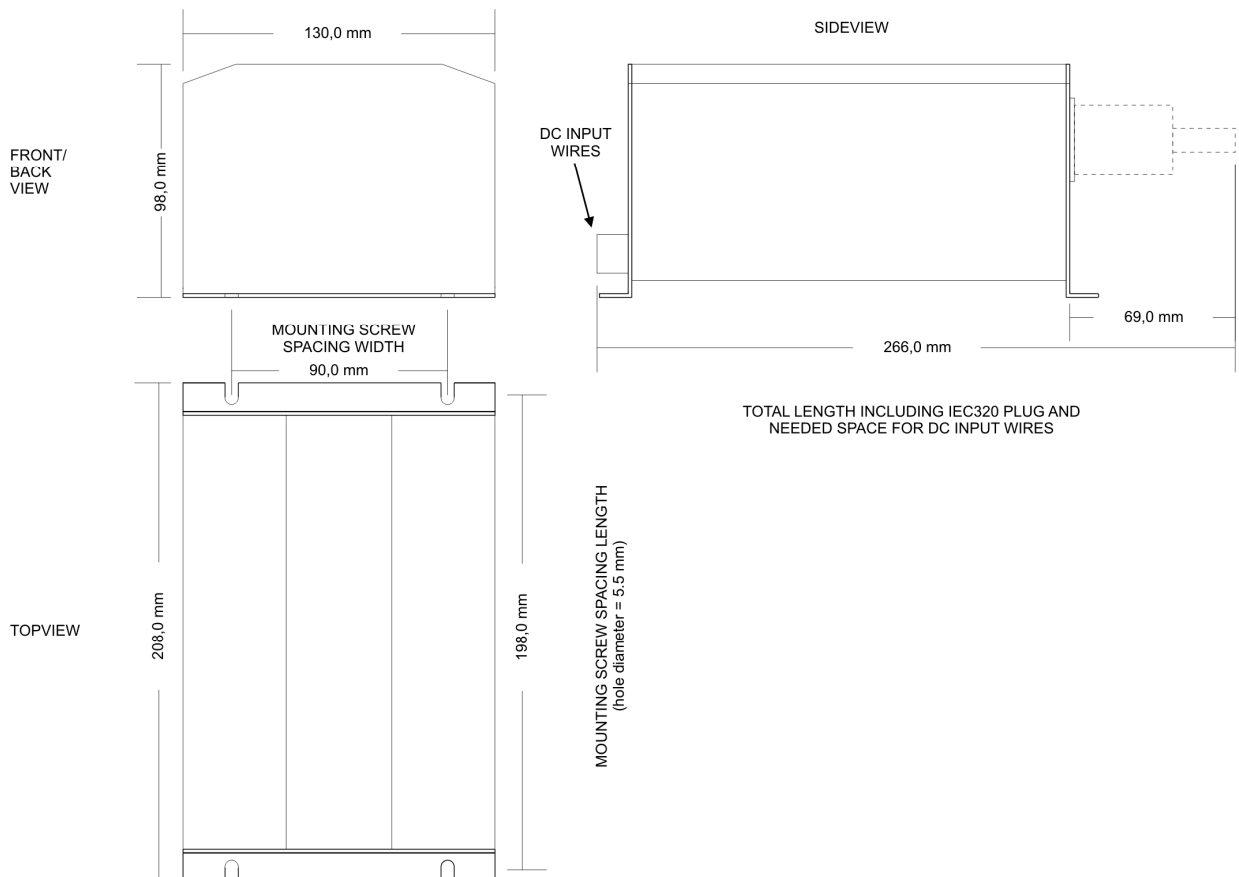 130,0 mm
SIDEVIEW
FRONT/
BACK
VIEW
98,0 mm
DC INPUT
WIRES
69,0 mm
266,0 mm
MOUNTING SCREW
SPACING WIDTH
90,0 mm
TOTAL LENGTH INCLUDING IEC320 PLUG AND
NEEDED SPACE FOR DC INPUT WIRES
TOPVIEW
208,0 mm
198,0 mm
MOUNTING SCREW SPACING LENGTH
(hole diameter = 5.5 mm)